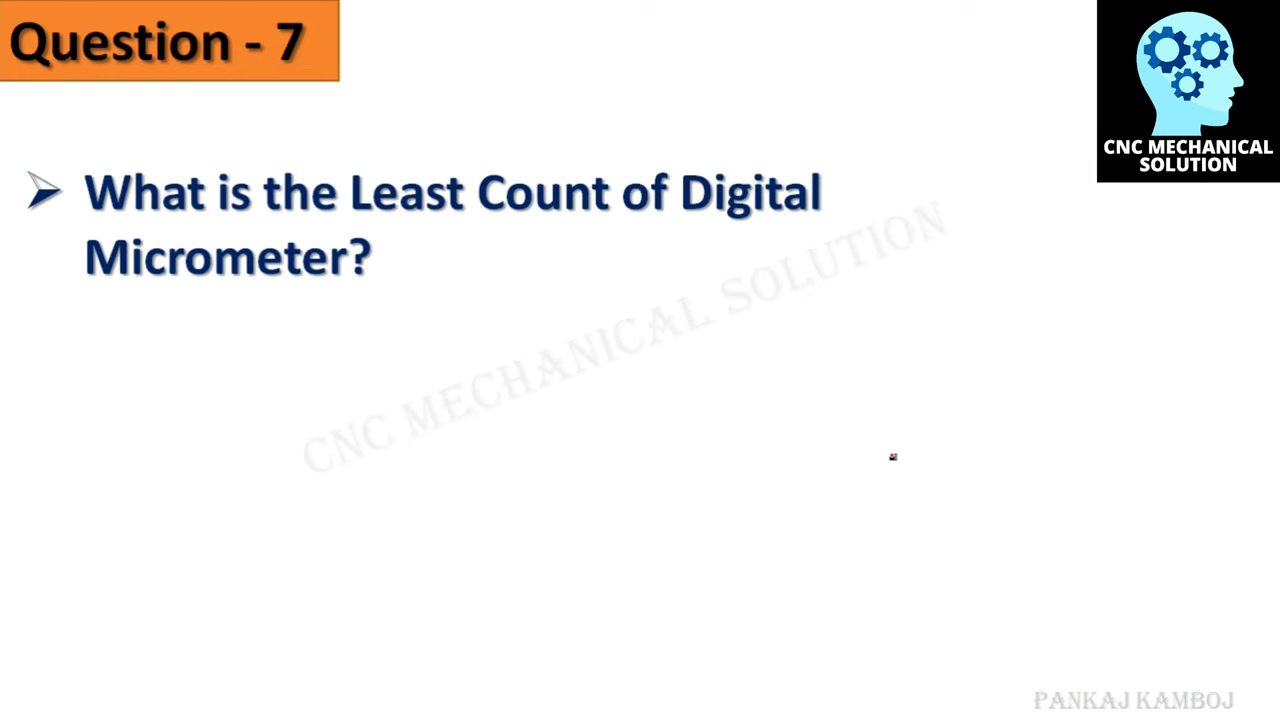 Question - 7
CNC MECHANICAL
SOLUTION
What is the Least Count of Digital
Micrometer?
CNC MECHANICAL SOLUTION
PANKAJ KAMBOJ